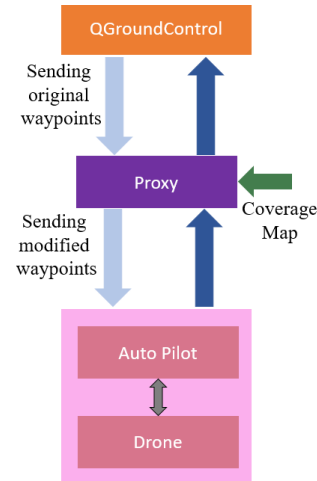 QGroundControl
Sending
original
waypoints
Proxy
Coverage
Map
Sending
modified
waypoints
Auto Pilot
Drone